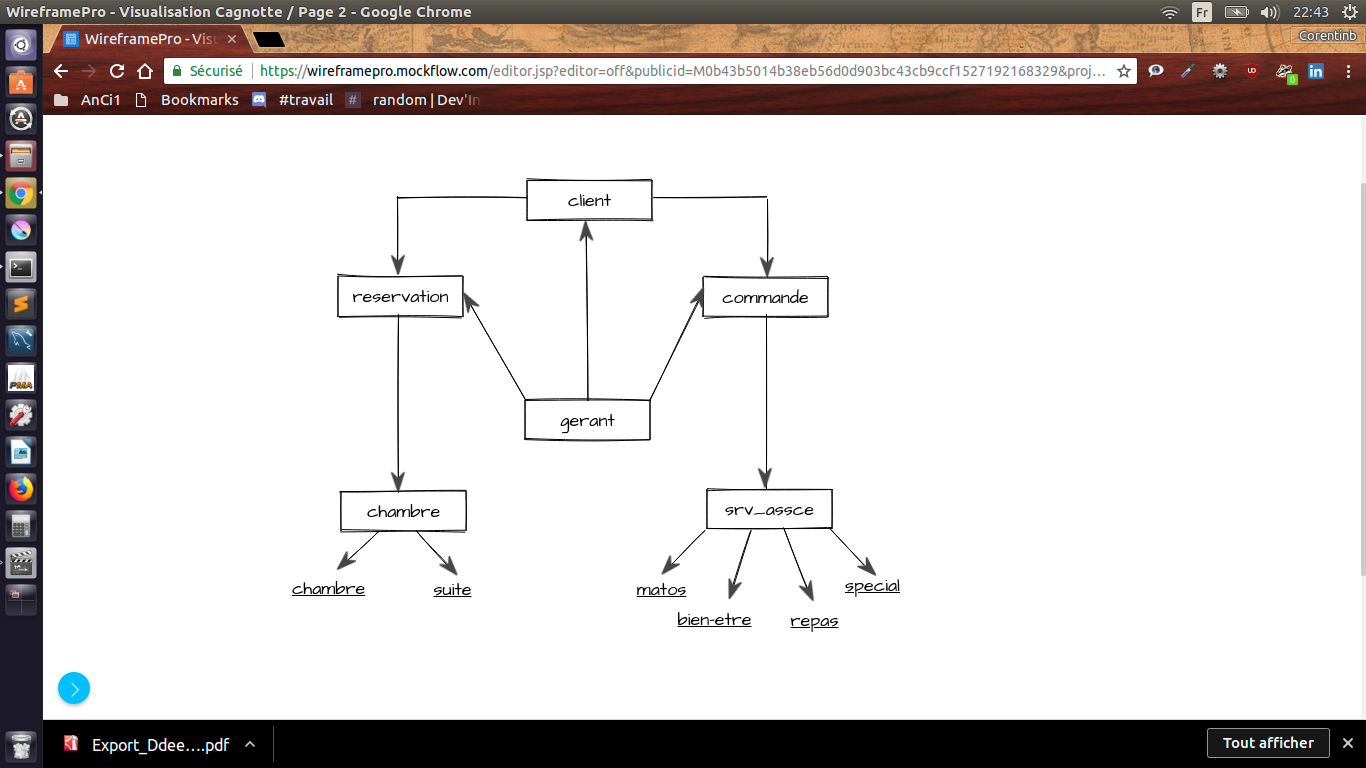 WireframePro - Visualisation Cagnotte / Page 2 - Google Chrome
Fr
22:43
WireframePro - Visu
Corentinb
Sécurisé
https://wireframepro.mockflow.com/editor.jsp?editor=off&publicid=M0b43b5014b38eb56d0d903bc43cb9ccf1527192168329&proj...
0
AnCi1
Bookmarks
#travail
#
random | Dev'In
client
reservation
commande
gerant
chambre
srv_assce
chambre
suite
matos
special
bien-etre
repas
PMA
Export_Ddee....pdf
Tout afficher